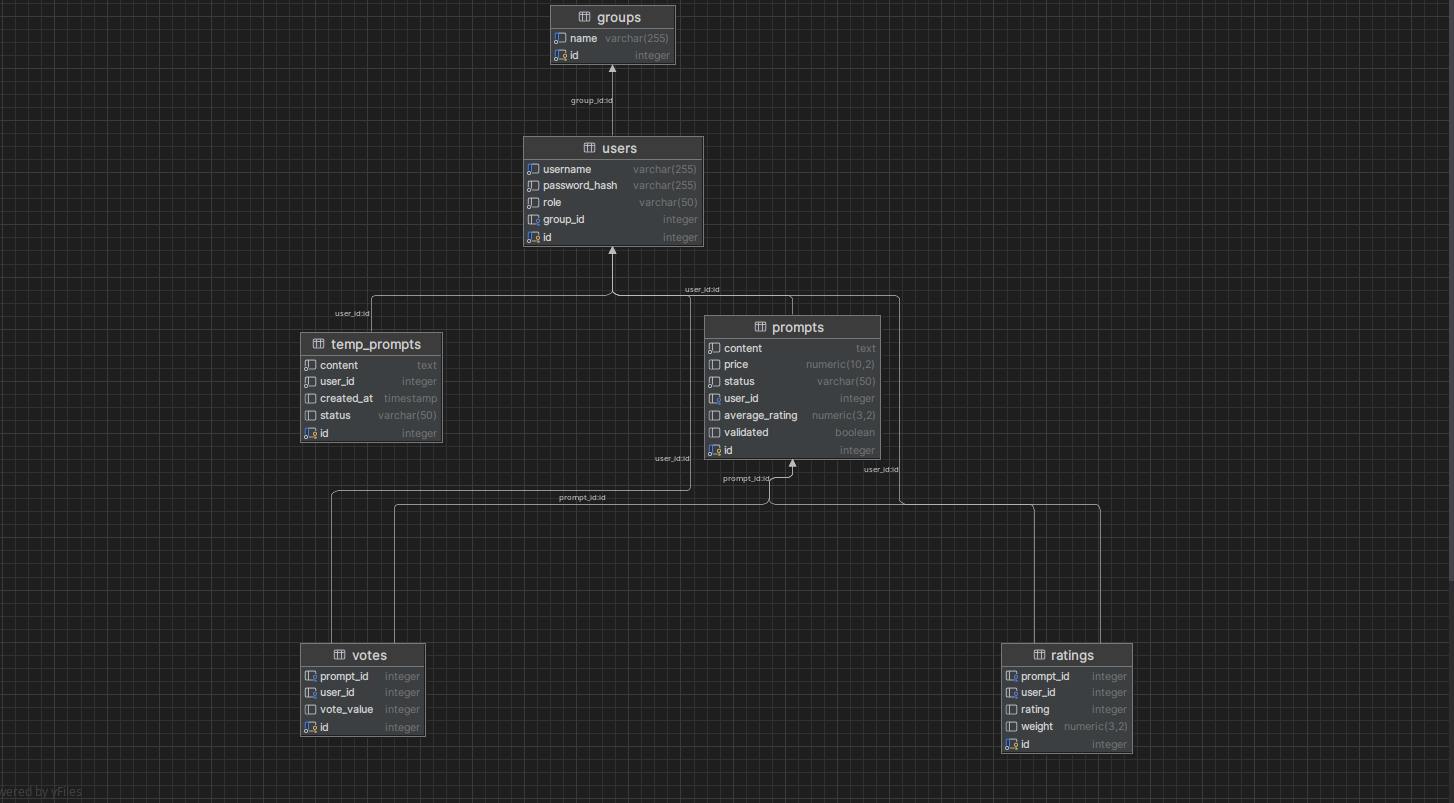 groups
name varchar(255)
id integer
group_id:id
users
username varchar(255)
password_hash varchar(255)
role varchar(50)
group_id integer
id integer
user_id:id
user_id:id
temp_prompts
content text
user_id integer
created_at timestamp
status varchar(50)
id integer
prompts
content text
price numeric(10,2)
status varchar(50)
user_id integer
average_rating numeric(3,2)
validated boolean
id integer
user_id:id
user_id:id
prompt_id:id
prompt_id:id
votes
prompt_id integer
user_id integer
vote_value integer
id integer
ratings
prompt_id integer
user_id integer
rating integer
weight numeric(3,2)
id integer
wered by yFiles